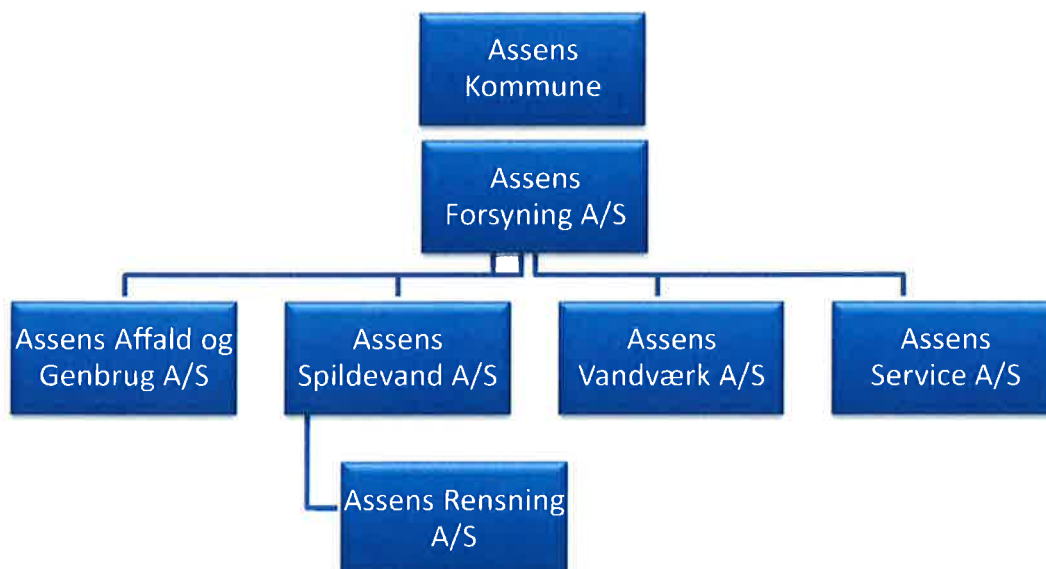 Assens
Kommune
Assens
Forsyning A/S
Assens Affald og
Genbrug A/S
Assens
Spildevand A/S
Assens
Vandværk A/S
Assens
Service A/S
Assens Rensning
A/S